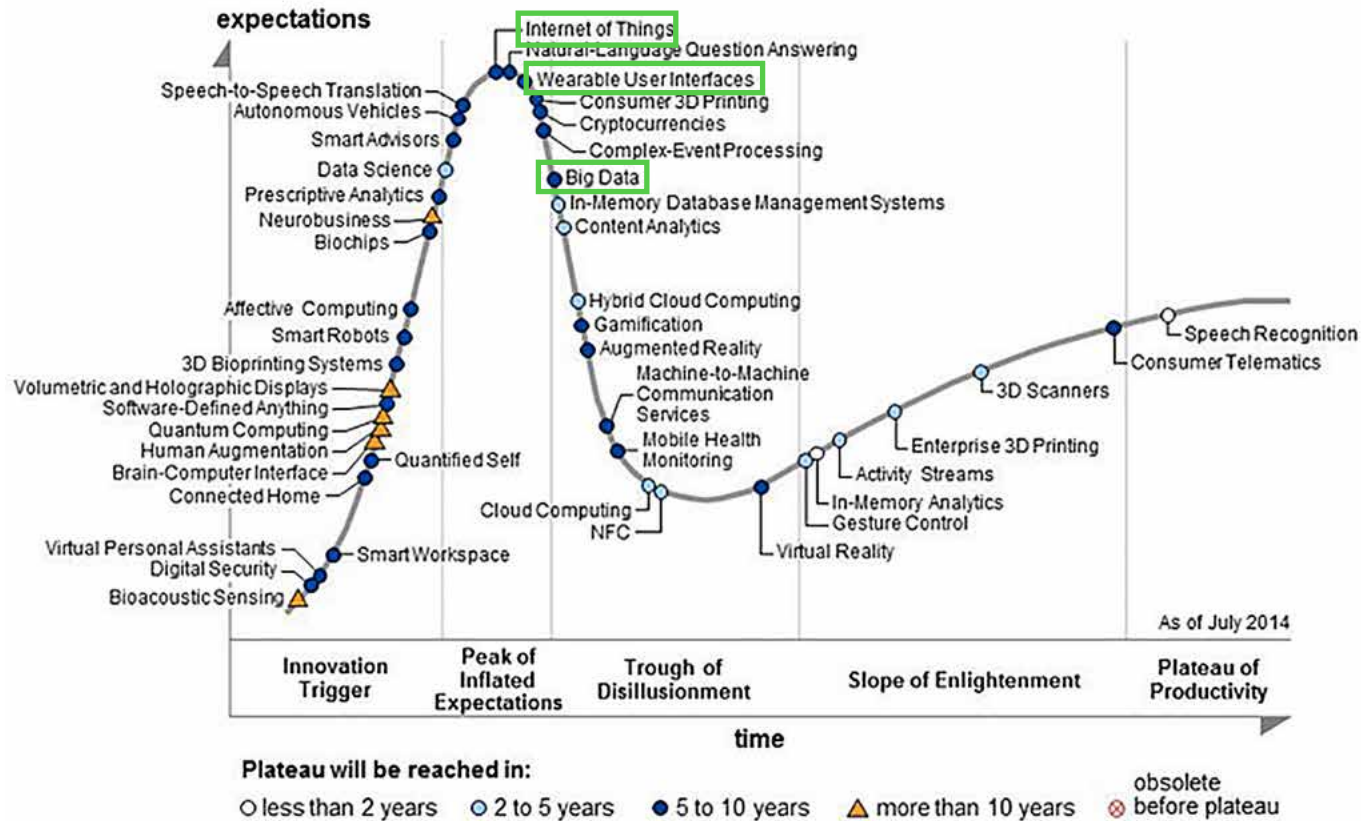 expectations
Internet of Things
Natural-Language Question Answering
Wearable User Interfaces
Speech-to-Speech Translation
Consumer 3D Printing
Autonomous Vehicles
Cryptocurrencies
Smart Advisors
Complex-Event Processing
Data Science
Big Data
Prescriptive Analytics
In-Memory Database Management Systems
Neurobusiness
Content Analytics
Biochips
Hybrid Cloud Computing
Affective Computing
Gamification
Smart Robots
Augmented Reality
3D Bioprinting Systems
Machine-to-Machine
Communication
Services
Volumetric and Holographic Displays
Software-Defined Anything
Quantum Computing
Human Augmentation
Brain-Computer Interface
Quantified Self
Connected Home
Mobile Health
Monitoring
Cloud Computing
NFC
Virtual Personal Assistants
Smart Workspace
Digital Security
Bioacoustic Sensing
Speech Recognition
Consumer Telematics
3D Scanners
Enterprise 3D Printing
Activity Streams
In-Memory Analytics
Gesture Control
Virtual Reality
As of July 2014
Innovation
Trigger
Peak of
Inflated
Expectations
Trough of
Disillusionment
Slope of Enlightenment
Plateau of
Productivity
time
Plateau will be reached in:
less than 2 years
2 to 5 years
5 to 10 years
more than 10 years
obsolete
before plateau